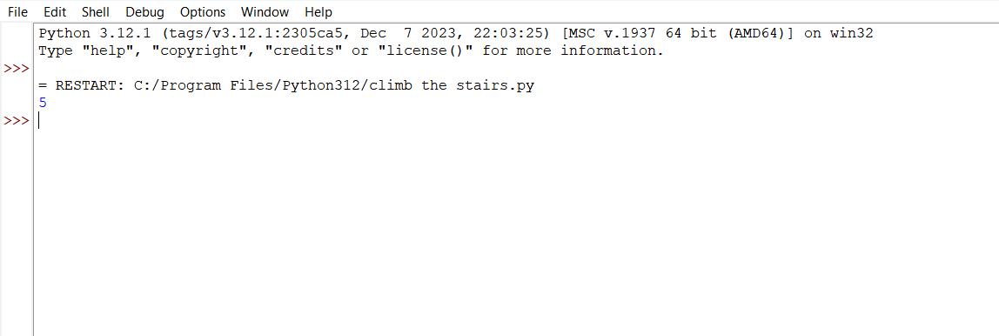 File Edit Shell Debug Options Window Help
Python 3.12.1 (tags/v3.12.1:2305ca5, Dec  7 2023, 22:03:25) [MSC v.1937 64 bit (AMD64)] on win32
Type "help", "copyright", "credits" or "license()" for more information.
>>>
= RESTART: C:/Program Files/Python312/climb the stairs.py
5
>>>